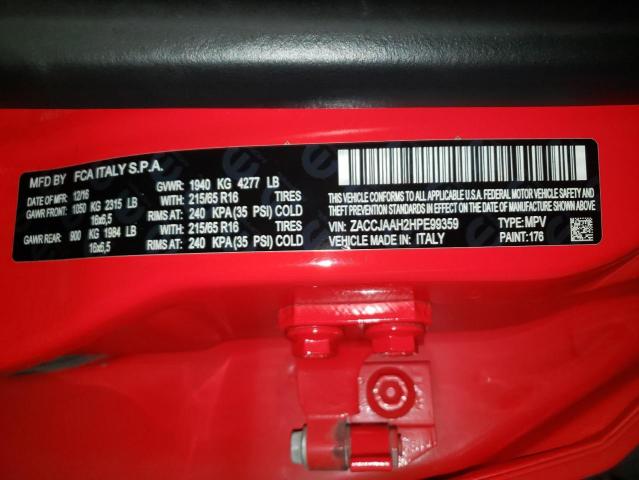 MFD BY FCA ITALY S.P.A.
DATE OF MFR: 12/16 GVWR: 1940 KG 4277 LB
GAWR FRONT: 1050 KG 2315 LB WITH 215/65 R16 TIRES
16x6,5 RIMS AT: 240 KPA(35 PSI) COLD
GAWR REAR: 900 KG 1984 LB WITH 215/65 R16 TIRES
16x6,5 RIMS AT: 240 KPA(35 PSI) COLD
THIS VEHICLE CONFORMS TO ALL APPLICABLE U.S.A. FEDERAL MOTOR VEHICLE
SAFETY, BUMPER AND THEFT PREVENTION STANDARDS
IN EFFECT ON THE DATE OF MANUFACTURE SHOWN ABOVE
VIN: ZACCJAAH2HPE99359 TYPE: MPV
VEHICLE MADE IN: ITALY PAINT: 176